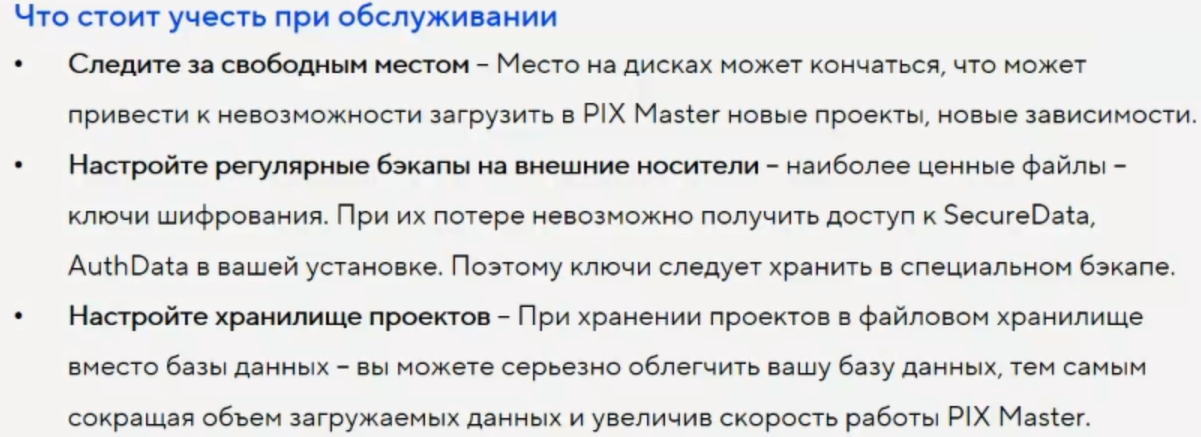 Что стоит учесть при обслуживании
• Следите за свободным местом – Место на дисках может кончаться, что может
привести к невозможности загрузить в PIX Master новые проекты, новые зависимости.
• Настройте регулярные бэкапы на внешние носители – наиболее ценные файлы –
ключи шифрования. При их потере невозможно получить доступ к SecureData,
AuthData в вашей установке. Поэтому ключи следует хранить в специальном бэкапе.
• Настройте хранилище проектов – При хранении проектов в файловом хранилище
вместо базы данных – вы можете серьезно облегчить вашу базу данных, тем самым
сокращая объем загружаемых данных и увеличив скорость работы PIX Master.